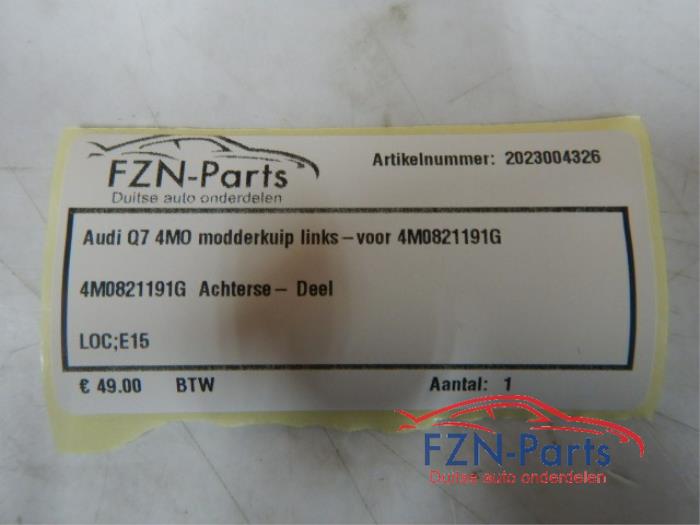 FZN-Parts
Duitse auto onderdelen
Artikelnummer: 2023004326
Audi Q7 4MO modderkuip links-voor 4M0821191G
4M0821191G Achterse- Deel
LOC;E15
€ 49.00 BTW Aantal: 1
FZN-Parts
Duitse auto onderdelen